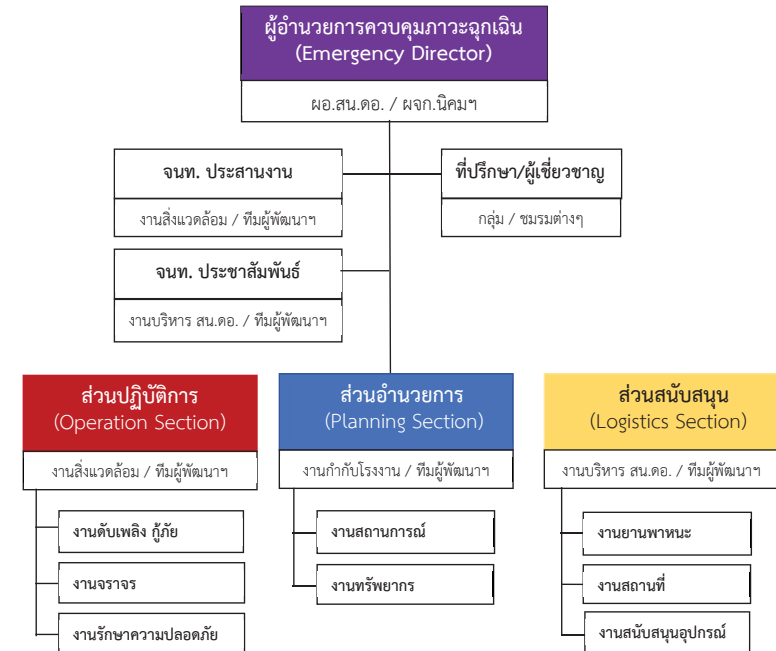 ผู้อำนวยการควบคุมภาวะฉุกเฉิน
(Emergency Director)
ผอ.สน.ดอ. / ผจก.นิคมฯ
จนท. ประสานงาน
งานสิ่งแวดล้อม / ทีมผู้พัฒนาฯ
ที่ปรึกษา/ผู้เชี่ยวชาญ
กลุ่ม / ชมรมต่างๆ
จนท. ประชาสัมพันธ์
งานบริหาร สน.ดอ. / ทีมผู้พัฒนาฯ
ส่วนปฏิบัติการ
(Operation Section)
งานสิ่งแวดล้อม / ทีมผู้พัฒนาฯ
งานดับเพลิง กู้ภัย
งานจราจร
งานรักษาความปลอดภัย
ส่วนอำนวยการ
(Planning Section)
งานกำกับโรงงาน / ทีมผู้พัฒนาฯ
งานสถานการณ์
งานทรัพยากร
ส่วนสนับสนุน
(Logistics Section)
งานบริหาร สน.ดอ. / ทีมผู้พัฒนาฯ
งานยานพาหนะ
งานสถานที่
งานสนับสนุนอุปกรณ์